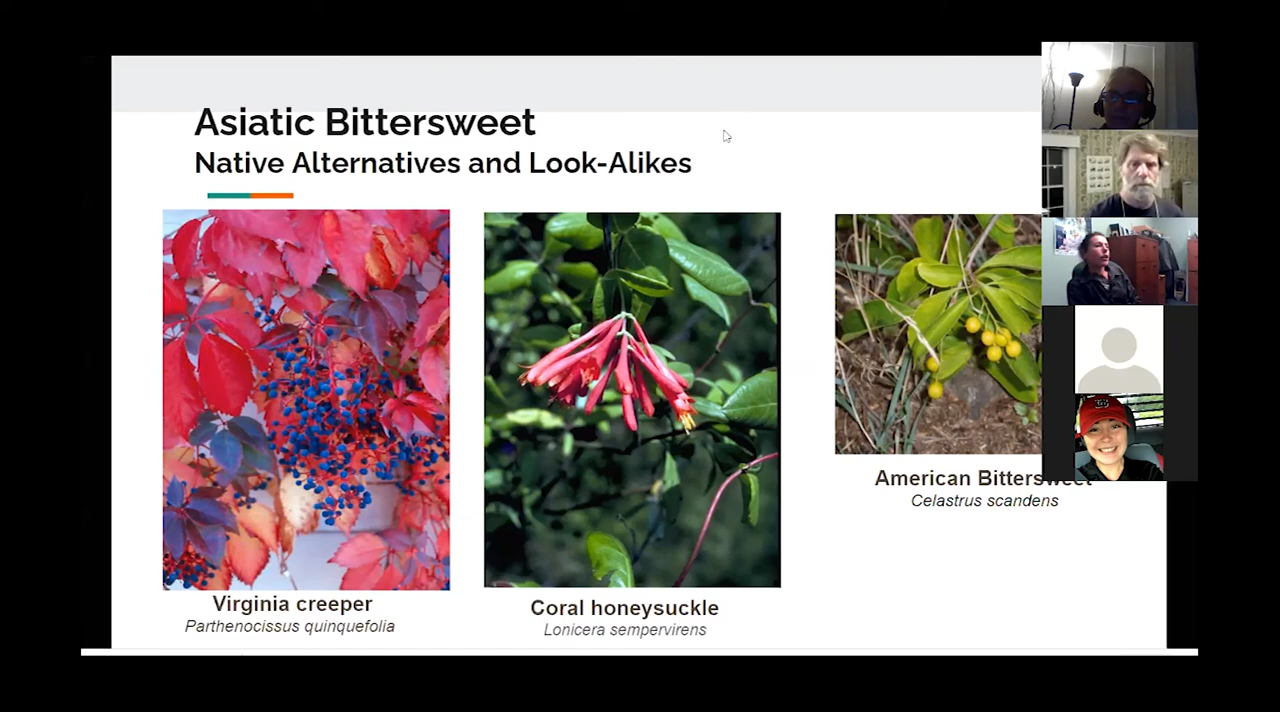 Asiatic Bittersweet
Native Alternatives and Look-Alikes
American Bittersweet
Celastrus scandens
Virginia creeper
Parthenocissus quinquefolia
Coral honeysuckle
Lonicera sempervirens